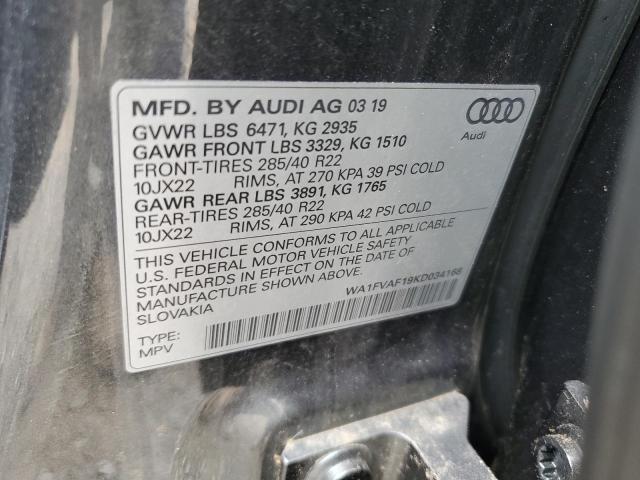 MFD. BY AUDI AG 03 19
GVWR LBS 6471, KG 2935
GAWR FRONT LBS 3329, KG 1510
FRONT-TIRES 285/40 R22
10JX22 RIMS, AT 270 KPA 39 PSI COLD
GAWR REAR LBS 3891, KG 1765
REAR-TIRES 285/40 R22
10JX22 RIMS, AT 290 KPA 42 PSI COLD
THIS VEHICLE CONFORMS TO ALL APPLICABLE
U.S. FEDERAL MOTOR VEHICLE SAFETY
STANDARDS IN EFFECT ON THE DATE OF
MANUFACTURE SHOWN ABOVE.
SLOVAKIA
WA1FVAF19KD034168
TYPE:
MPV
Audi